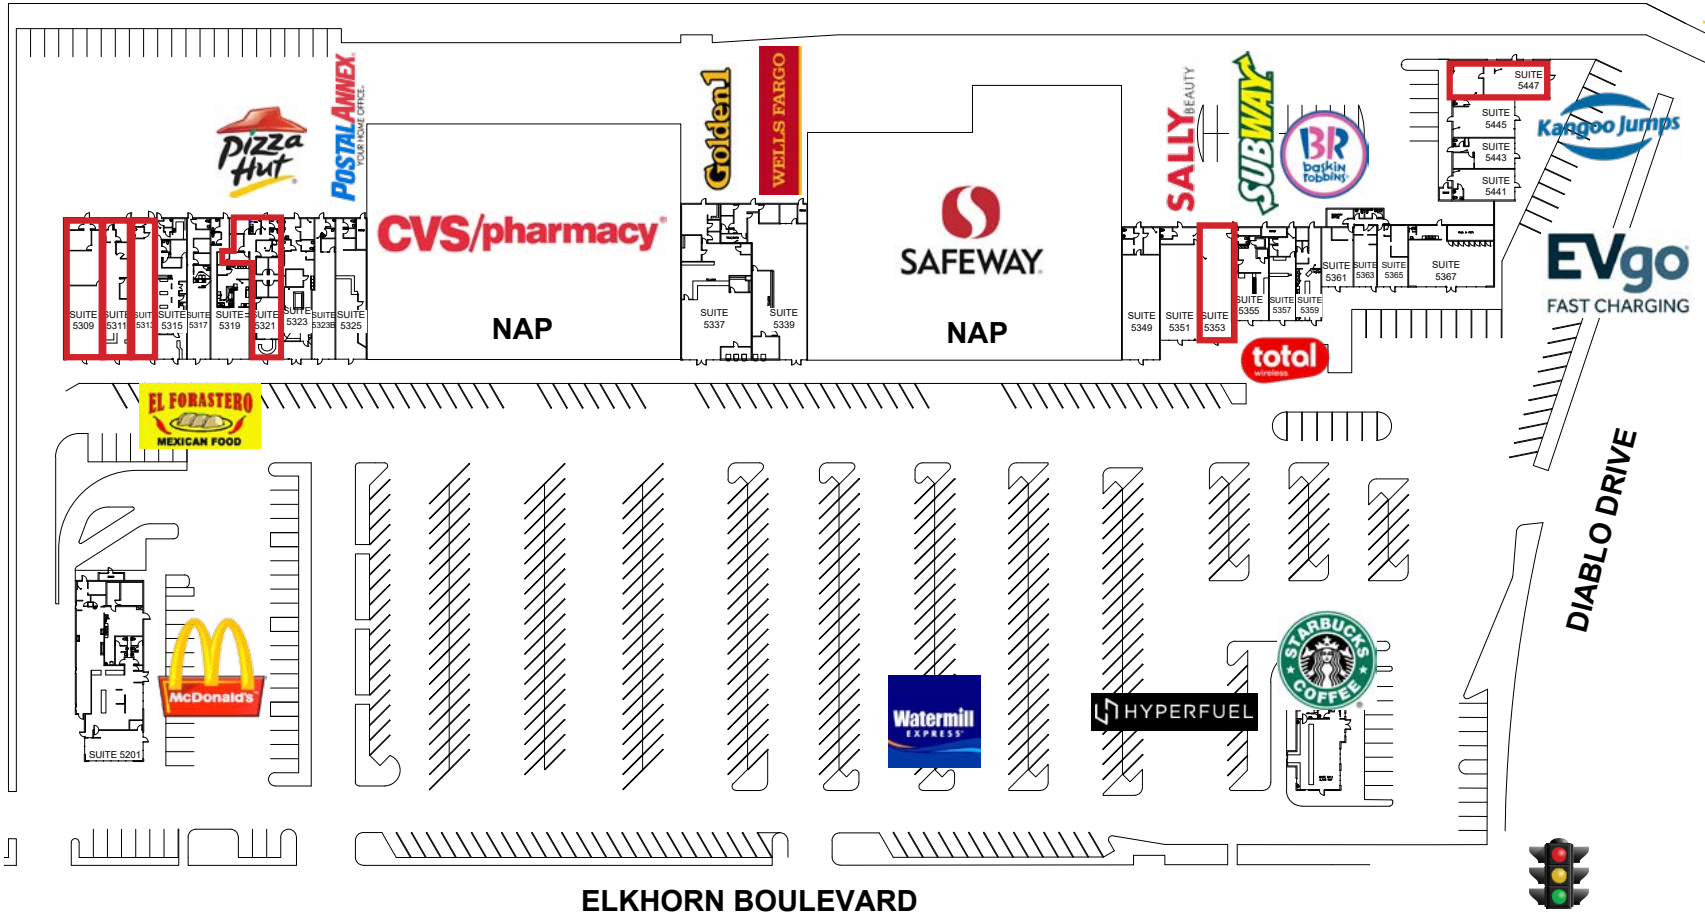 POSTALANNEX
YOUR HOME OFFICE
Pizza
Hut
CVS/pharmacy
NAP
Golden1
WELLS FARGO
SAFEWAY
NAP
SALLY
BEAUTY
SUBWAY
BR
baskin
robbins
SUITE
5447
SUITE
5445
SUITE
5443
SUITE
5441
Kangoo Jumps
EVgo
FAST CHARGING
SUITE
5309
SUITE
5311
SUITE
5313
SUITE
5315
SUITE
5317
SUITE
5319
SUITE
5321
SUITE
5323
SUITE
5323B
SUITE
5325
SUITE
5337
SUITE
5339
SUITE
5349
SUITE
5351
SUITE
5353
SUITE
5355
SUITE
5357
SUITE
5359
SUITE
5361
SUITE
5363
SUITE
5365
SUITE
5367
total
wireless
EL FORASTERO
MEXICAN FOOD
McDonald's
SUITE 5201
Watermill
EXPRESS
HYPERFUEL
STARBUCKS
COFFEE
DIABLO DRIVE
ELKHORN BOULEVARD